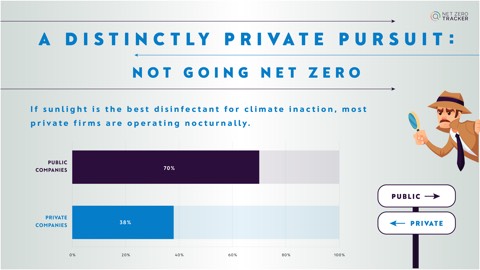 @ NET ZERO
TRACKER
A DISTINCTLY PRIVATE PURSUIT:
NOT GOING NET ZERO
If sunlight is the best disinfectant for climate inaction, most
private firms are operating nocturnally.
PUBLIC
COMPANIES
70%
PRIVATE
COMPANIES
38%
0%
20%
40%
60%
80%
100%
PUBLIC
PRIVATE